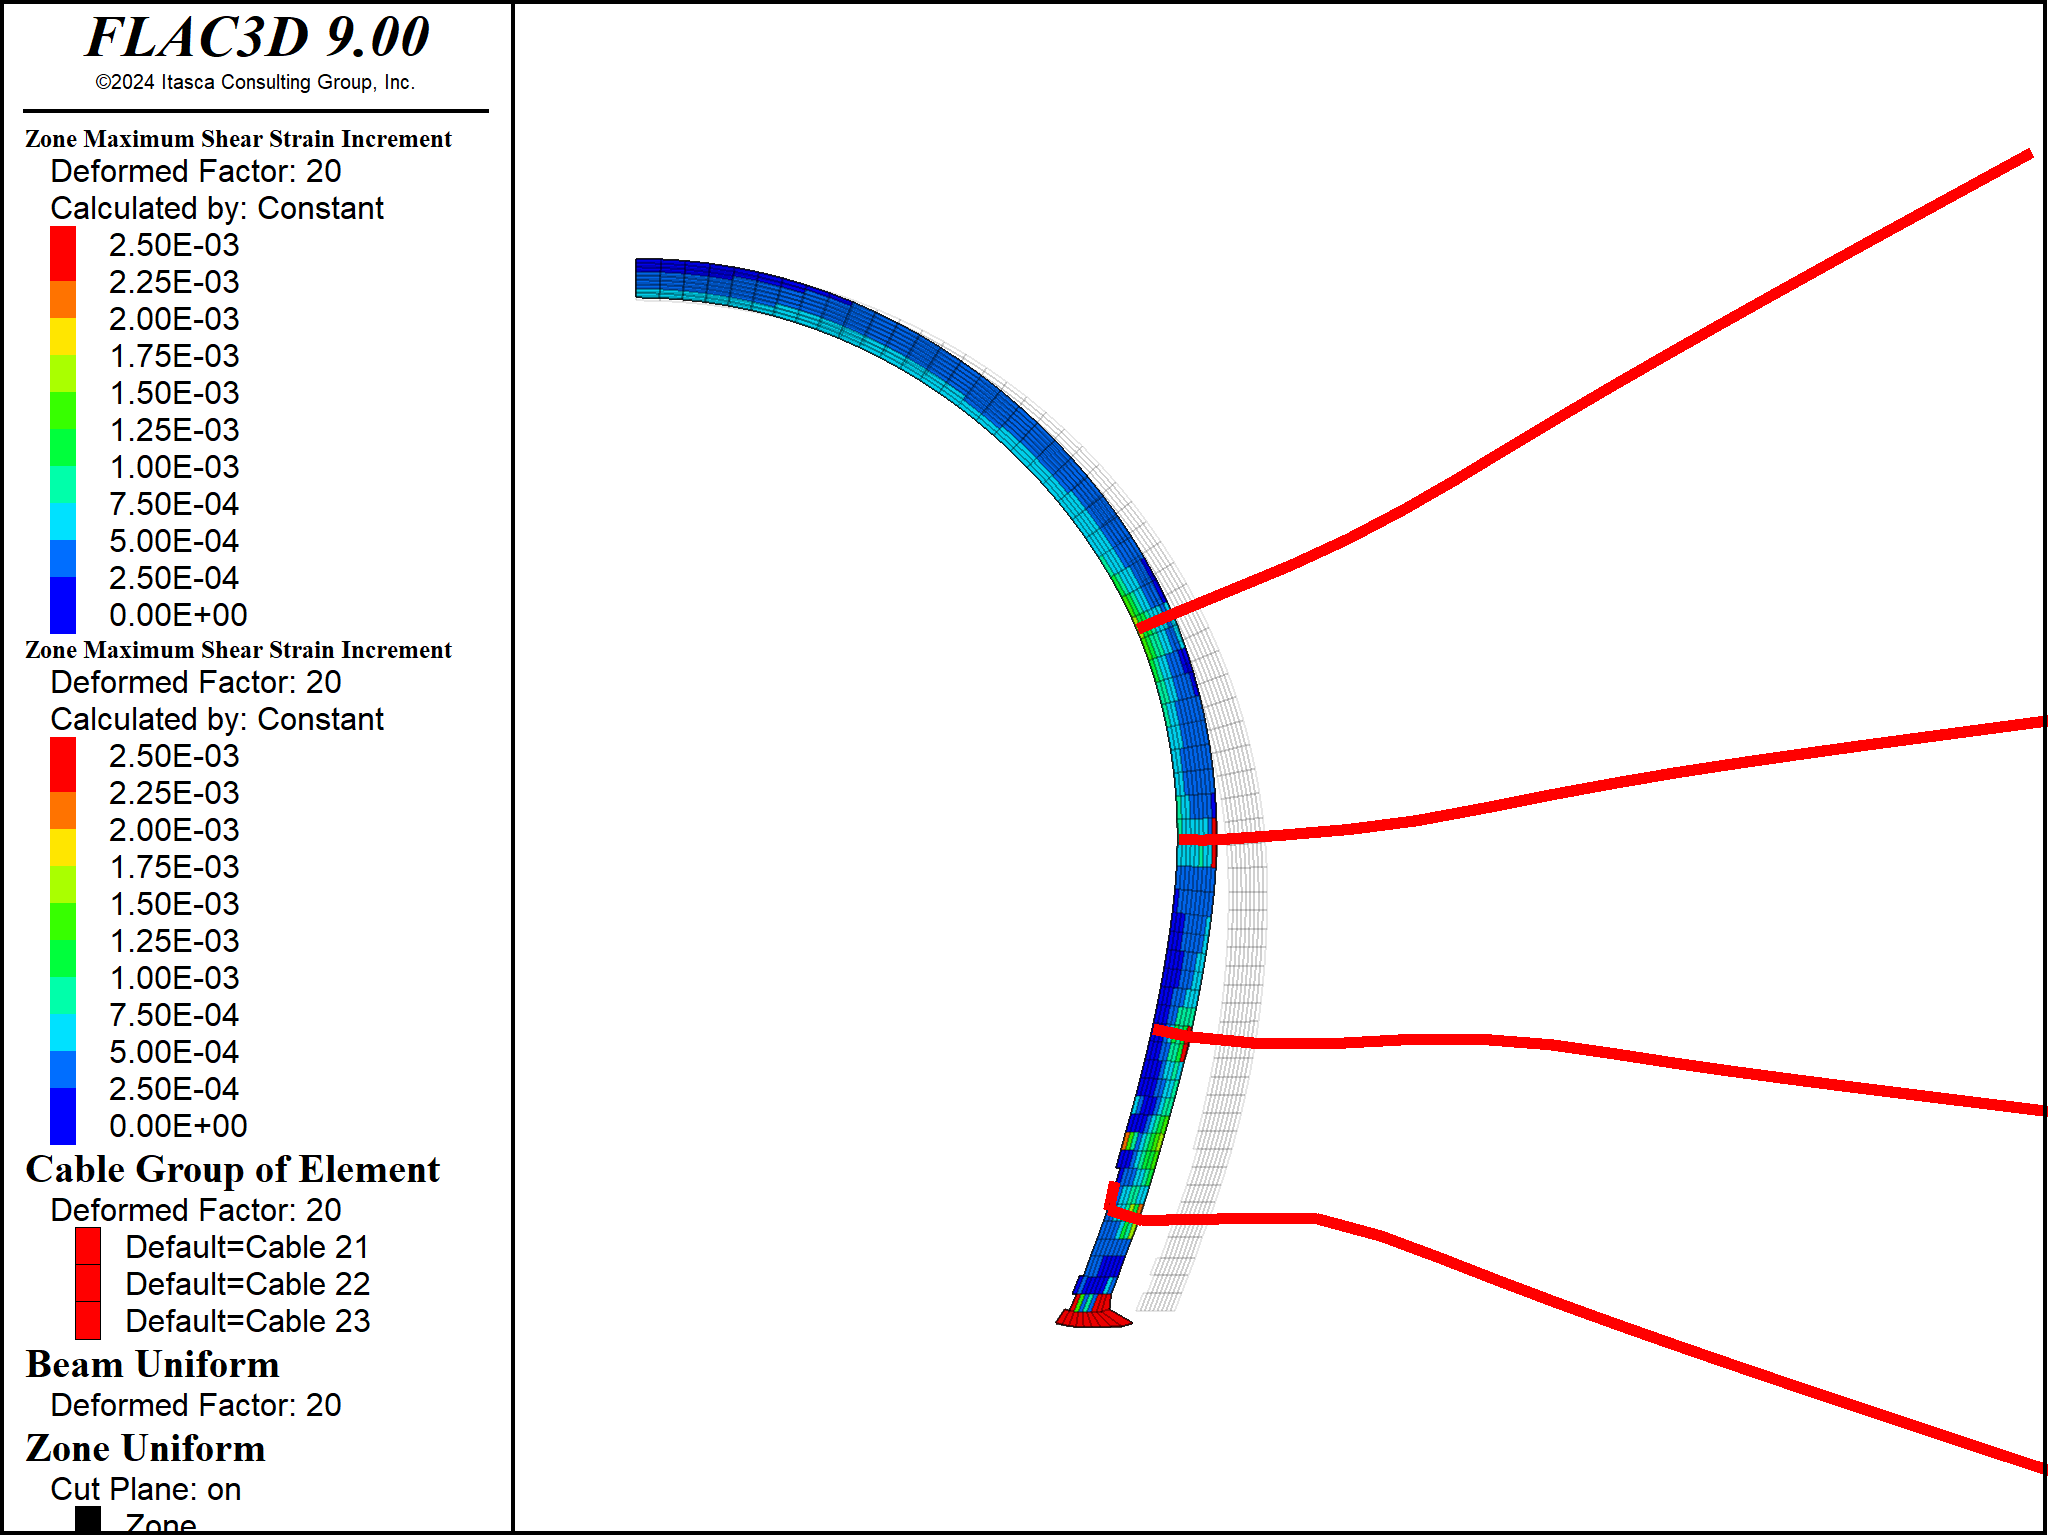 FLAC3D 9.00
©2024 Itasca Consulting Group, Inc.
Zone Maximum Shear Strain Increment
Deformed Factor: 20
Calculated by: Constant
2.50E-03
2.25E-03
2.00E-03
1.75E-03
1.50E-03
1.25E-03
1.00E-03
7.50E-04
5.00E-04
2.50E-04
0.00E+00
Zone Maximum Shear Strain Increment
Deformed Factor: 20
Calculated by: Constant
2.50E-03
2.25E-03
2.00E-03
1.75E-03
1.50E-03
1.25E-03
1.00E-03
7.50E-04
5.00E-04
2.50E-04
0.00E+00
Cable Group of Element
Deformed Factor: 20
Default=Cable 21
Default=Cable 22
Default=Cable 23
Beam Uniform
Deformed Factor: 20
Zone Uniform
Cut Plane: on
Zone